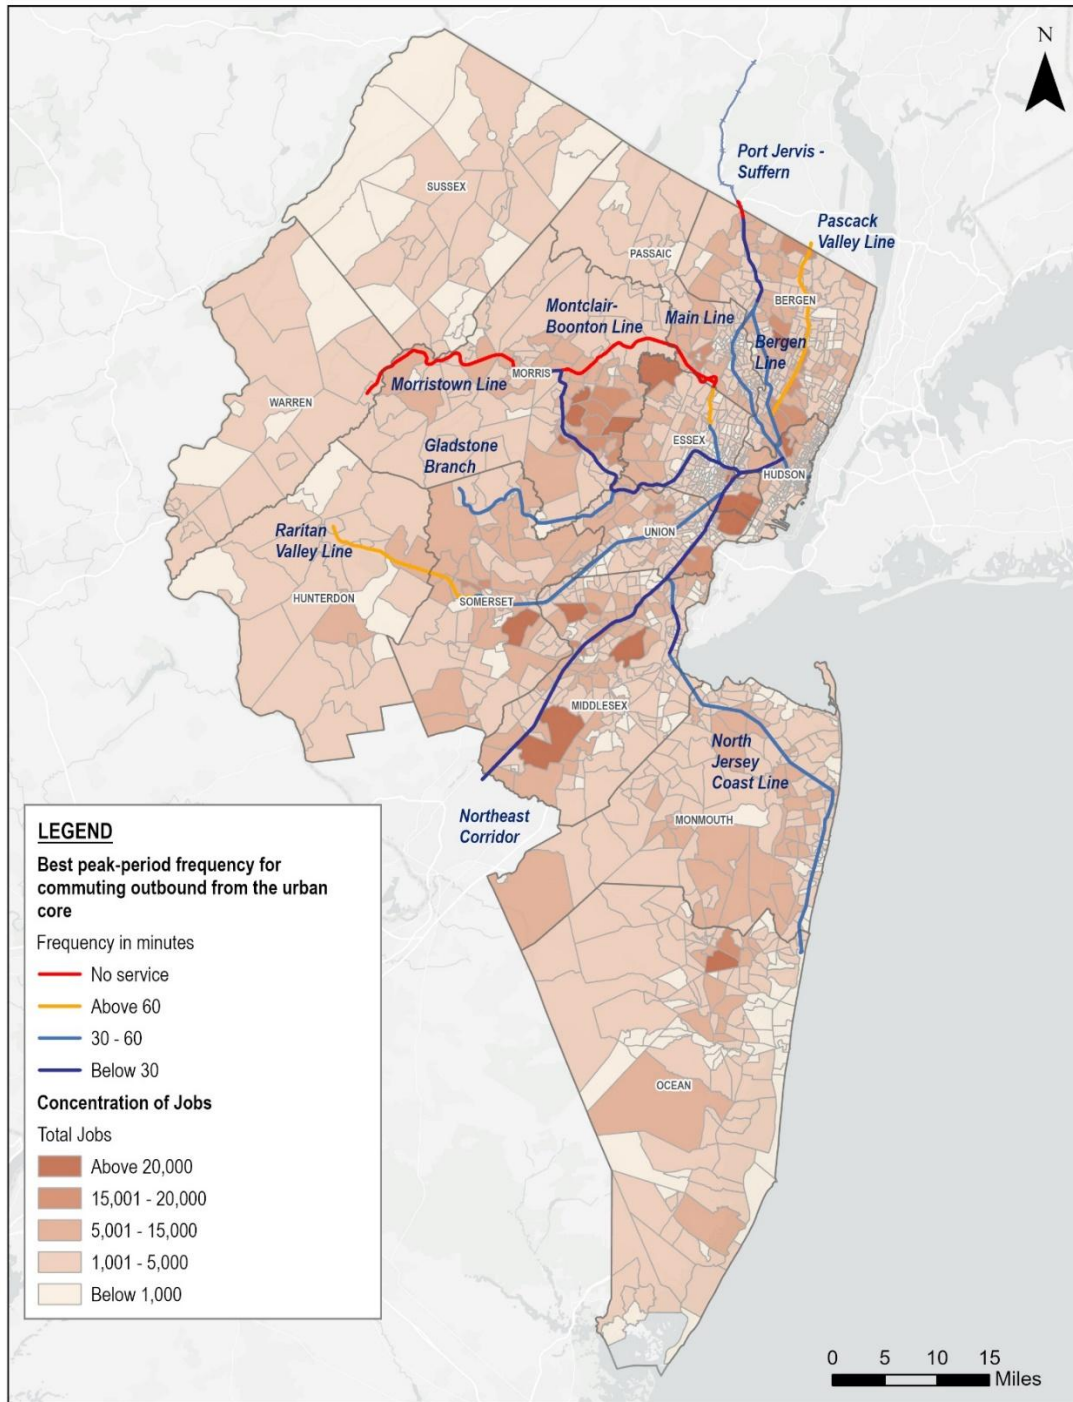 N
Port Jervis -
Suffern
Pascack
Valley Line
SUSSEX
PASSAIC
BERGEN
Montclair-
Boonton Line
Main Line
Bergen
Line
MORRIS
Morristown Line
WARREN
Gladstone
Branch
ESSEX
HUDSON
Raritan
Valley Line
UNION
HUNTERDON
SOMERSET
MIDDLESEX
North
Jersey
Coast Line
Northeast
Corridor
MONMOUTH
OCEAN
LEGEND
Best peak-period frequency for
commuting outbound from the urban
core
Frequency in minutes
No service
Above 60
30 - 60
Below 30
Concentration of Jobs
Total Jobs
Above 20,000
15,001 - 20,000
5,001 - 15,000
1,001 - 5,000
Below 1,000
0 5 10 15
Miles